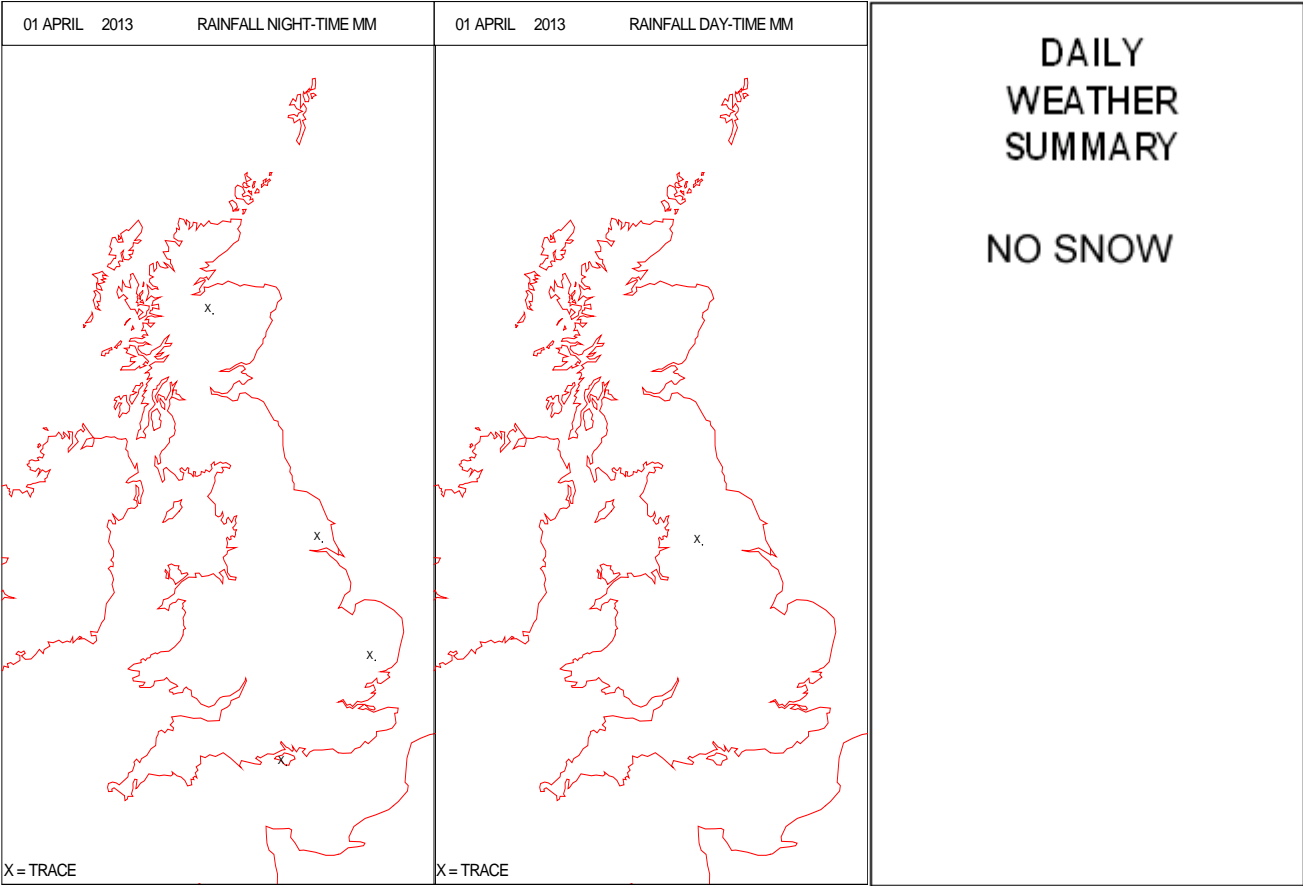 01 APRIL 2013 RAINFALL NIGHT-TIME MM
X
X
X
X
X = TRACE
01 APRIL 2013 RAINFALL DAY-TIME MM
X
X = TRACE
DAILY
WEATHER
SUMMARY
NO SNOW